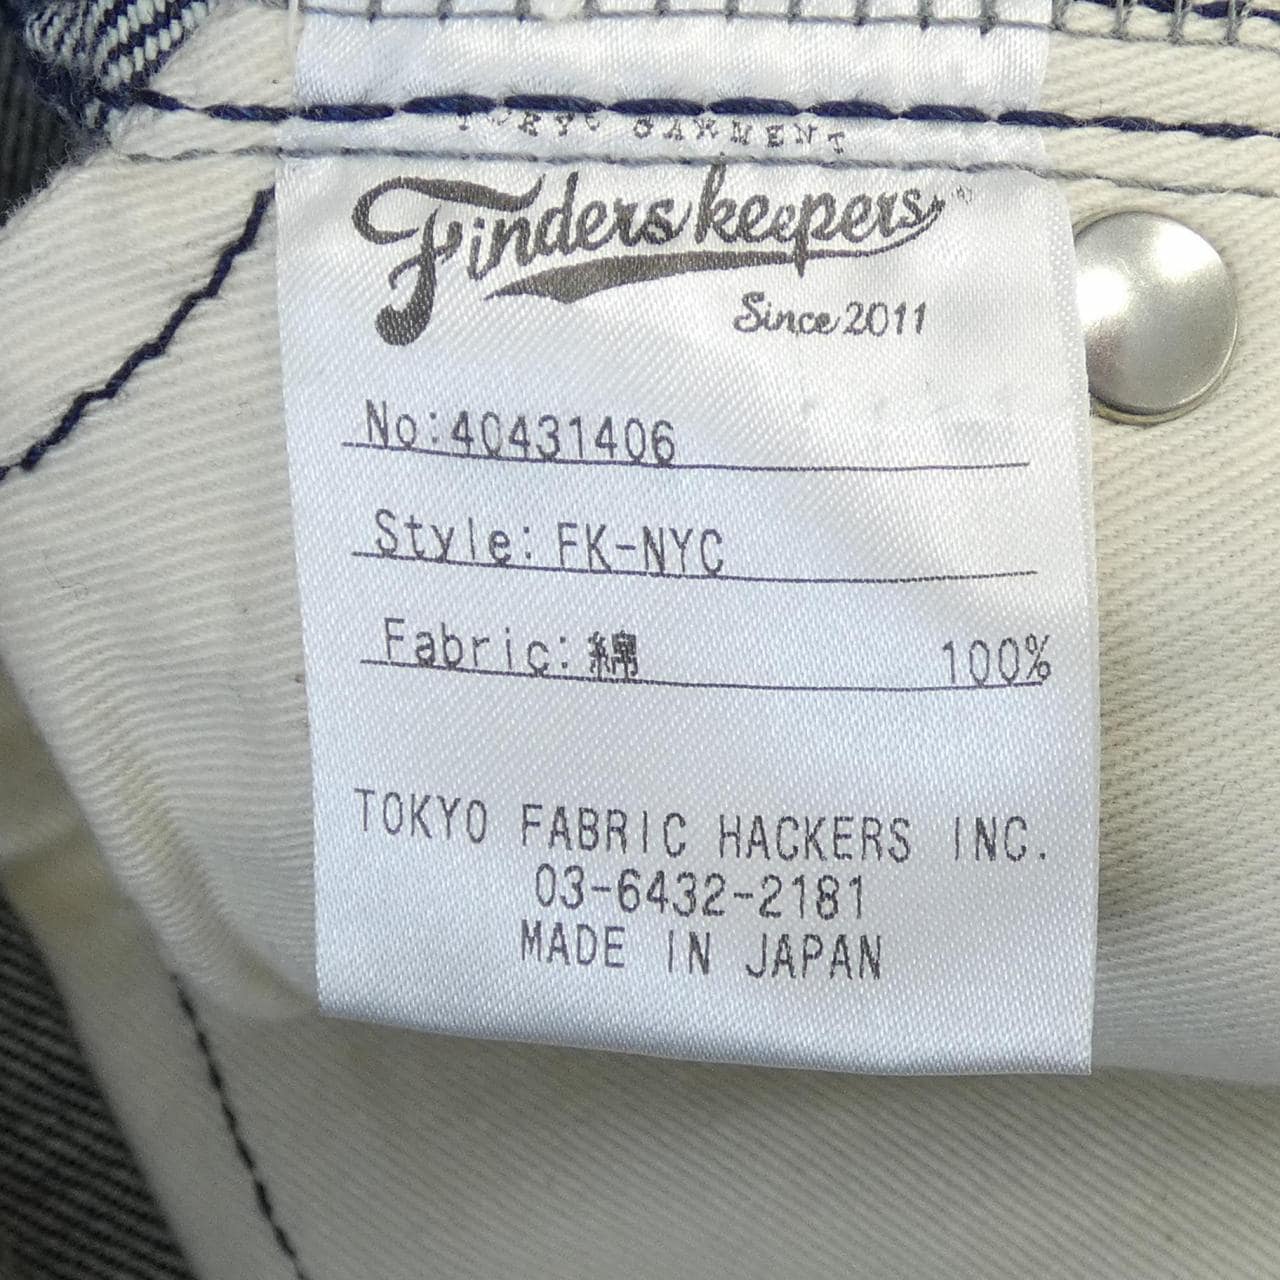 TOKYO GARMENT
Finders keepers®
Since 2011
No:40431406
Style:FK-NYC
Fabric:綿 100%
TOKYO FABRIC HACKERS INC.
03-6432-2181
MADE IN JAPAN